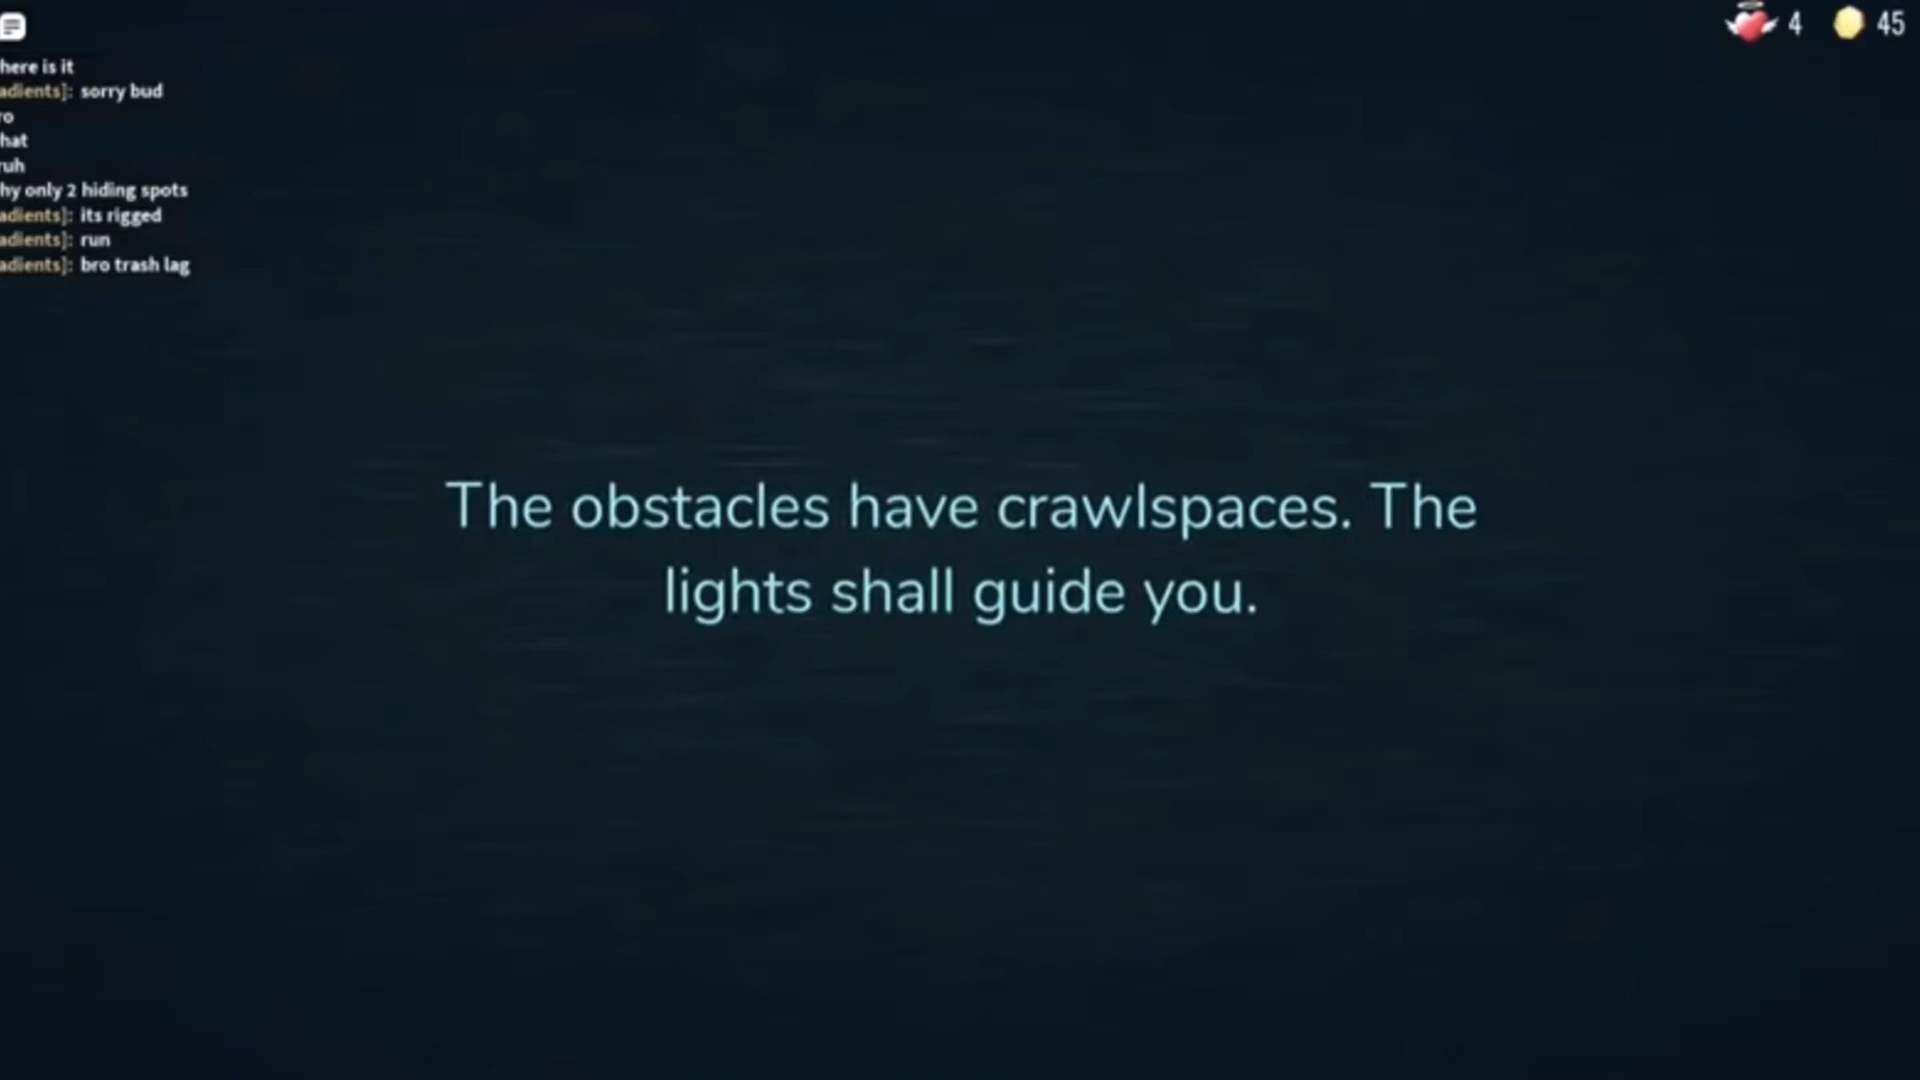 4 45
here is it
adients]: sorry bud
ro
hat
ruh
hy only 2 hiding spots
adients]: its rigged
adients]: run
adients]: bro trash lag
The obstacles have crawlspaces. The
lights shall guide you.